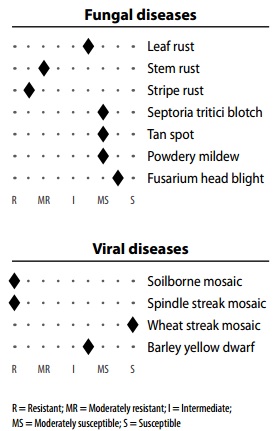 Fungal diseases
Leaf rust
Stem rust
Stripe rust
Septoria tritici blotch
Tan spot
Powdery mildew
Fusarium head blight
R MR I MS S
Viral diseases
Soilborne mosaic
Spindle streak mosaic
Wheat streak mosaic
Barley yellow dwarf
R MR I MS S
R = Resistant; MR = Moderately resistant; I = Intermediate;
MS = Moderately susceptible; S = Susceptible